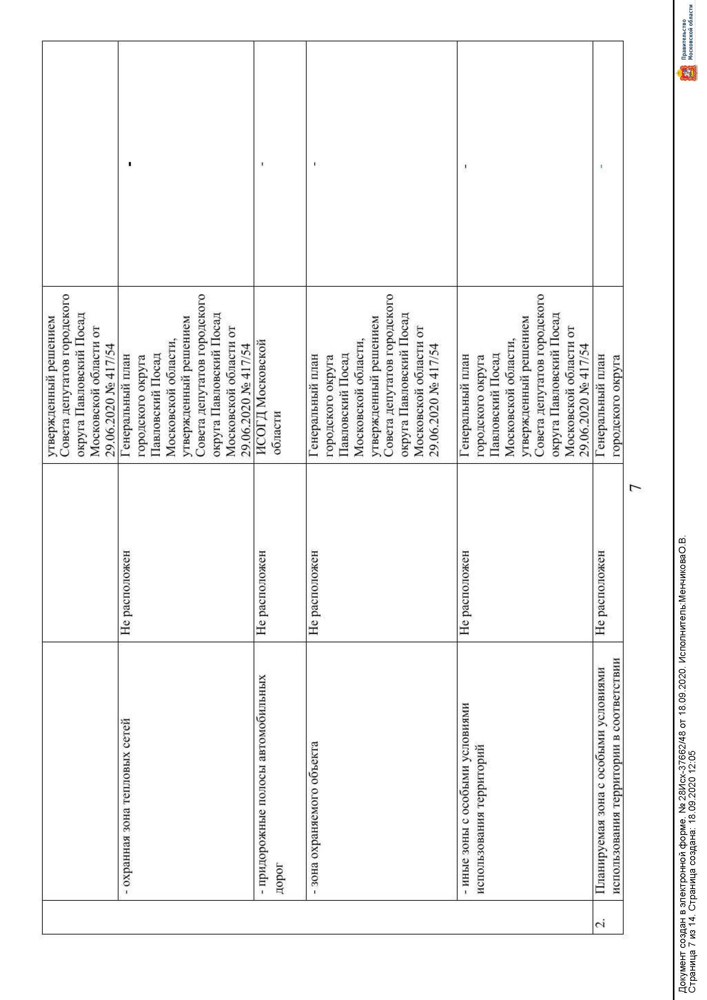 утвержденный решением
Совета депутатов городского
округа Павловский Посад
Московской области от
29.06.2020 № 417/54
- охранная зона тепловых сетей
Не расположен
Генеральный план
городского округа
Павловский Посад
Московской области,
утвержденный решением
Совета депутатов городского
округа Павловский Посад
Московской области от
29.06.2020 № 417/54
-
- придорожные полосы автомобильных
дорог
Не расположен
ИСОГД Московской
области
-
- зона охраняемого объекта
Не расположен
Генеральный план
городского округа
Павловский Посад
Московской области,
утвержденный решением
Совета депутатов городского
округа Павловский Посад
Московской области от
29.06.2020 № 417/54
-
- иные зоны с особыми условиями
использования территорий
Не расположен
Генеральный план
городского округа
Павловский Посад
Московской области,
утвержденный решением
Совета депутатов городского
округа Павловский Посад
Московской области от
29.06.2020 № 417/54
-
2.
Планируемая зона с особыми условиями
использования территории в соответствии
Не расположен
Генеральный план
городского округа
-
7
Документ создан в электронной форме. № 28Исх-37662/48 от 18.09.2020. Исполнитель:МенчиковаО.В.
Страница 7 из 14. Страница создана: 18.09.2020 12:05
Правительство
Московской области